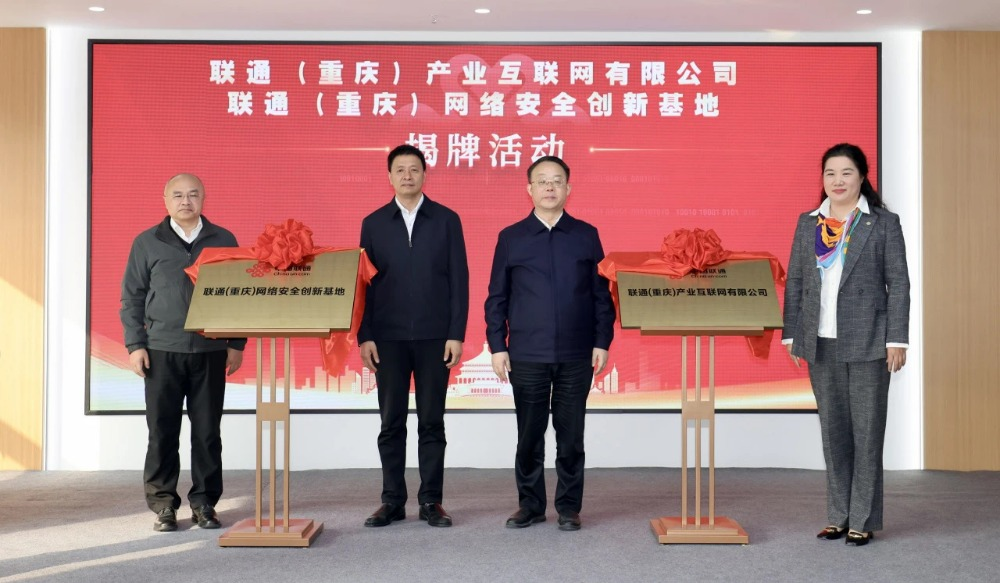 联通（重庆）产业互联网有限公司
联通（重庆）网络安全创新基地
揭牌活动
联通(重庆)网络安全创新基地
联通(重庆)产业互联网有限公司